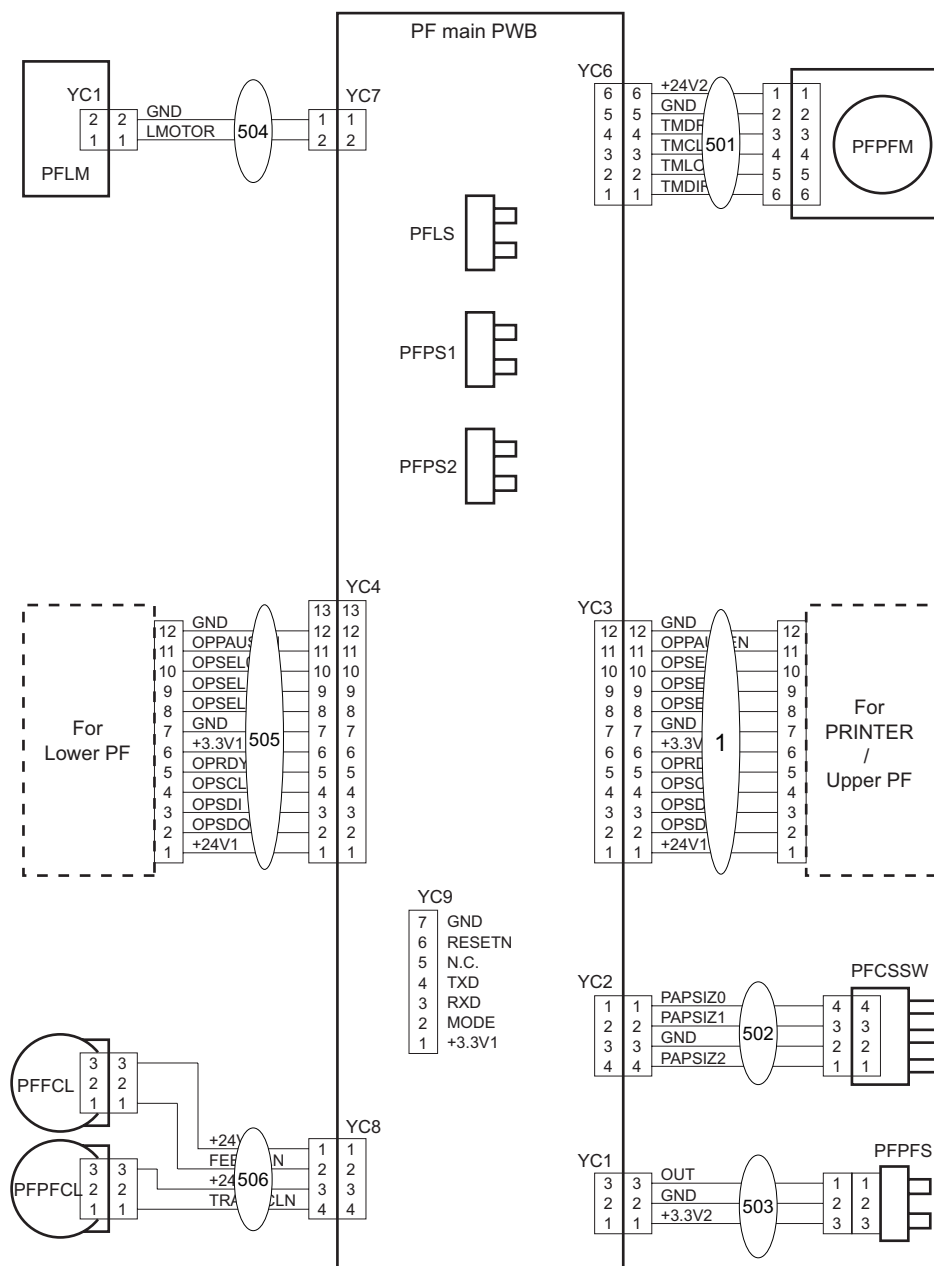 PF main PWB
YC1
2 2 GND 1 1
1 1 LMOTOR 2 2
504
YC7
PFLM
YC6
6 6 +24V2 1 1
5 5 GND 2 2
4 4 3 3
3 3 4 4
2 2 5 5
1 1 6 6
501
PFPFM
PFLS
PFPS1
PFPS2
YC4
13 13
12 GND 12 12
11 11 11
10 10 10
9 9 9
8 8 8
7 GND 7 7
6 +3.3V1 6 6
5 OPRDY 5 5
4 4 4
3 OPSDI 3 3
2 OPSDO 2 2
1 +24V1 1 1
505
For
Lower PF
YC3
12 12 GND 12
11 11 11
10 10 10
9 9 9
8 8 8
7 7 GND 7
6 6 6
5 5 5
4 4 4
3 3 3
2 2 2
1 1 +24V1 1
1
For
PRINTER
/
Upper PF
YC9
7 GND
6 RESETN
5 N.C.
4 TXD
3 RXD
2 MODE
1 +3.3V1
YC2
1 1 PAPSIZ0 4 4
2 2 PAPSIZ1 3 3
3 3 GND 2 2
4 4 PAPSIZ2 1 1
502
PFCSSW
PFFCL
3 3
2 2
1 1
PFPFCL
3 3
2 2
1 1
YC8
1 1
2 2
3 3
4 4
506
YC1
3 3 OUT 1 1
2 2 GND 2 2
1 1 +3.3V2 3 3
503
PFPFS